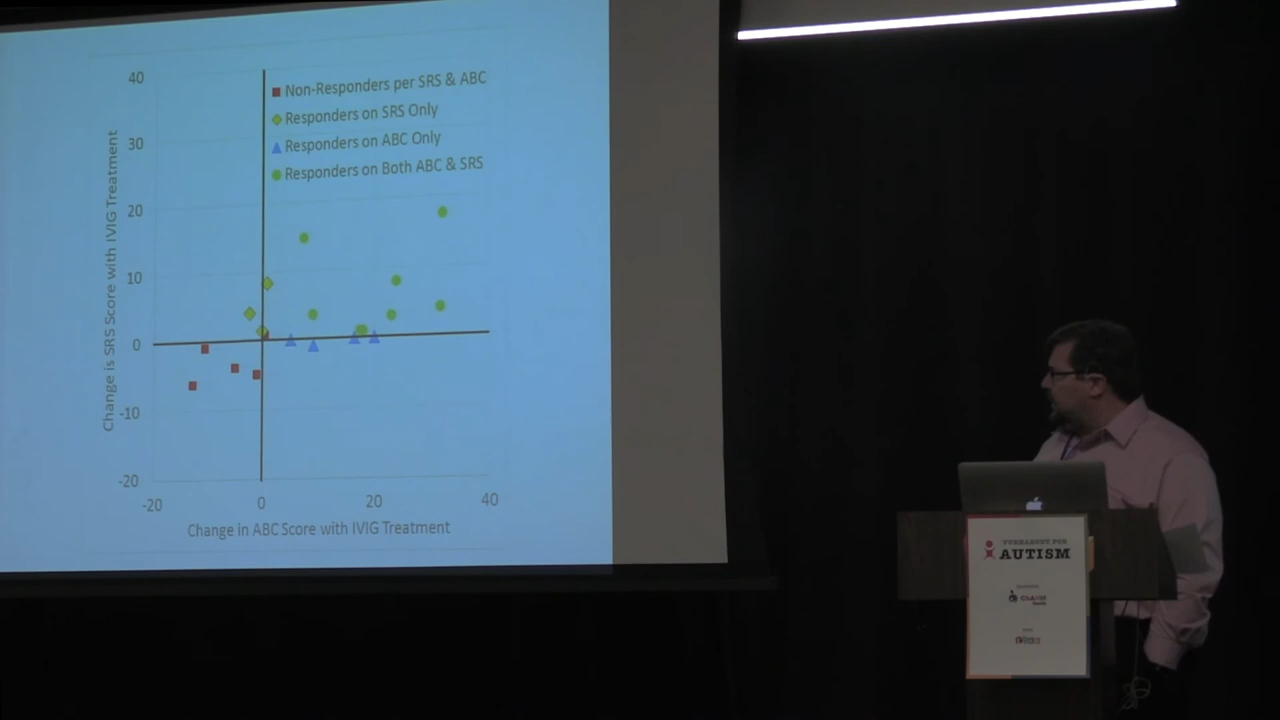 40
30
20
10
0
-10
-20
Change is SRS Score with IVIG Treatment
Non-Responders per SRS & ABC
Responders on SRS Only
Responders on ABC Only
Responders on Both ABC & SRS
-20 0 20 40
Change in ABC Score with IVIG Treatment
AUTISM